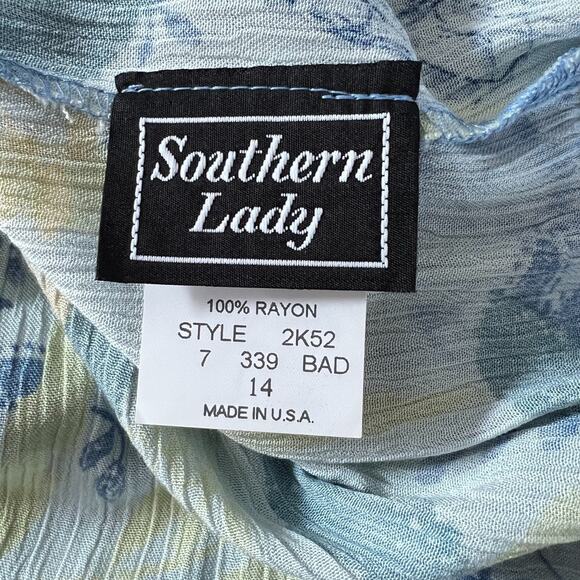 Southern
Lady
100% RAYON
STYLE 2K52
7 339 BAD
14
MADE IN U.S.A.